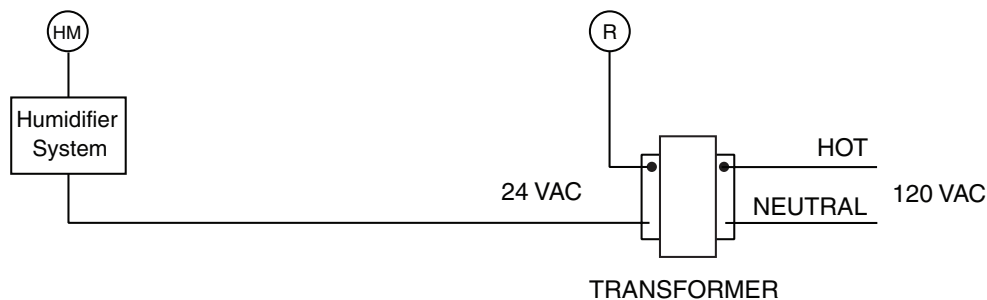 HM
R
Humidifier
System
HOT
24 VAC
120 VAC
NEUTRAL
TRANSFORMER